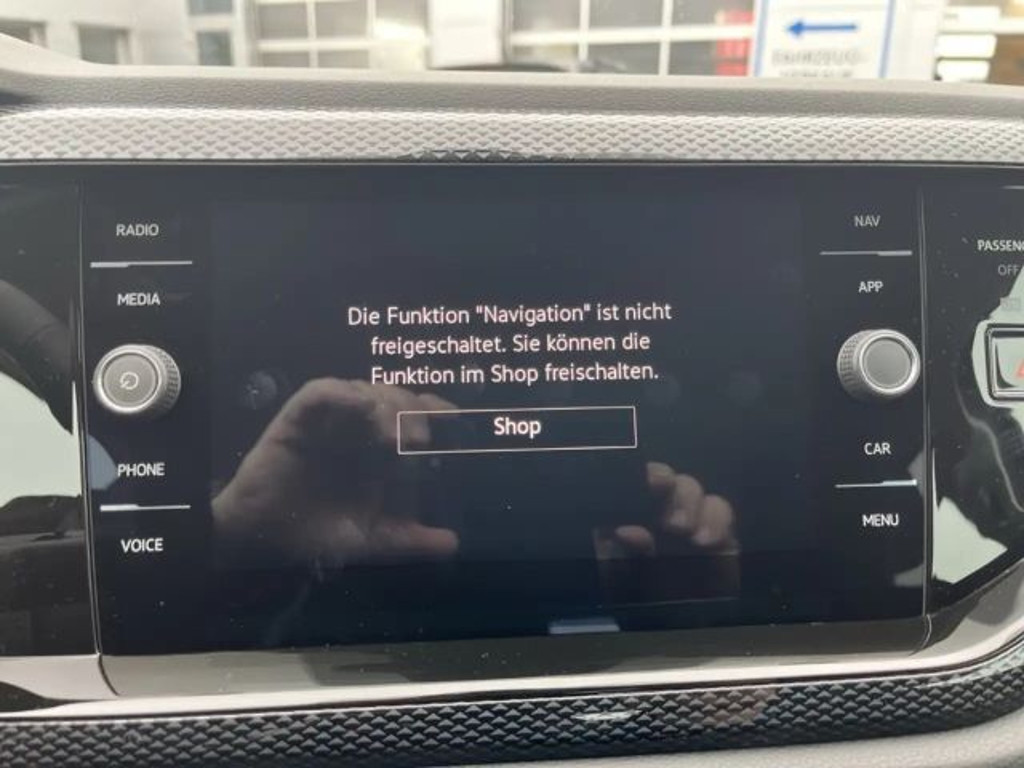 RADIO
MEDIA
PHONE
VOICE
Die Funktion "Navigation" ist nicht
freigeschaltet. Sie können die
Funktion im Shop freischalten.
Shop
NAV
APP
CAR
MENU
OFF